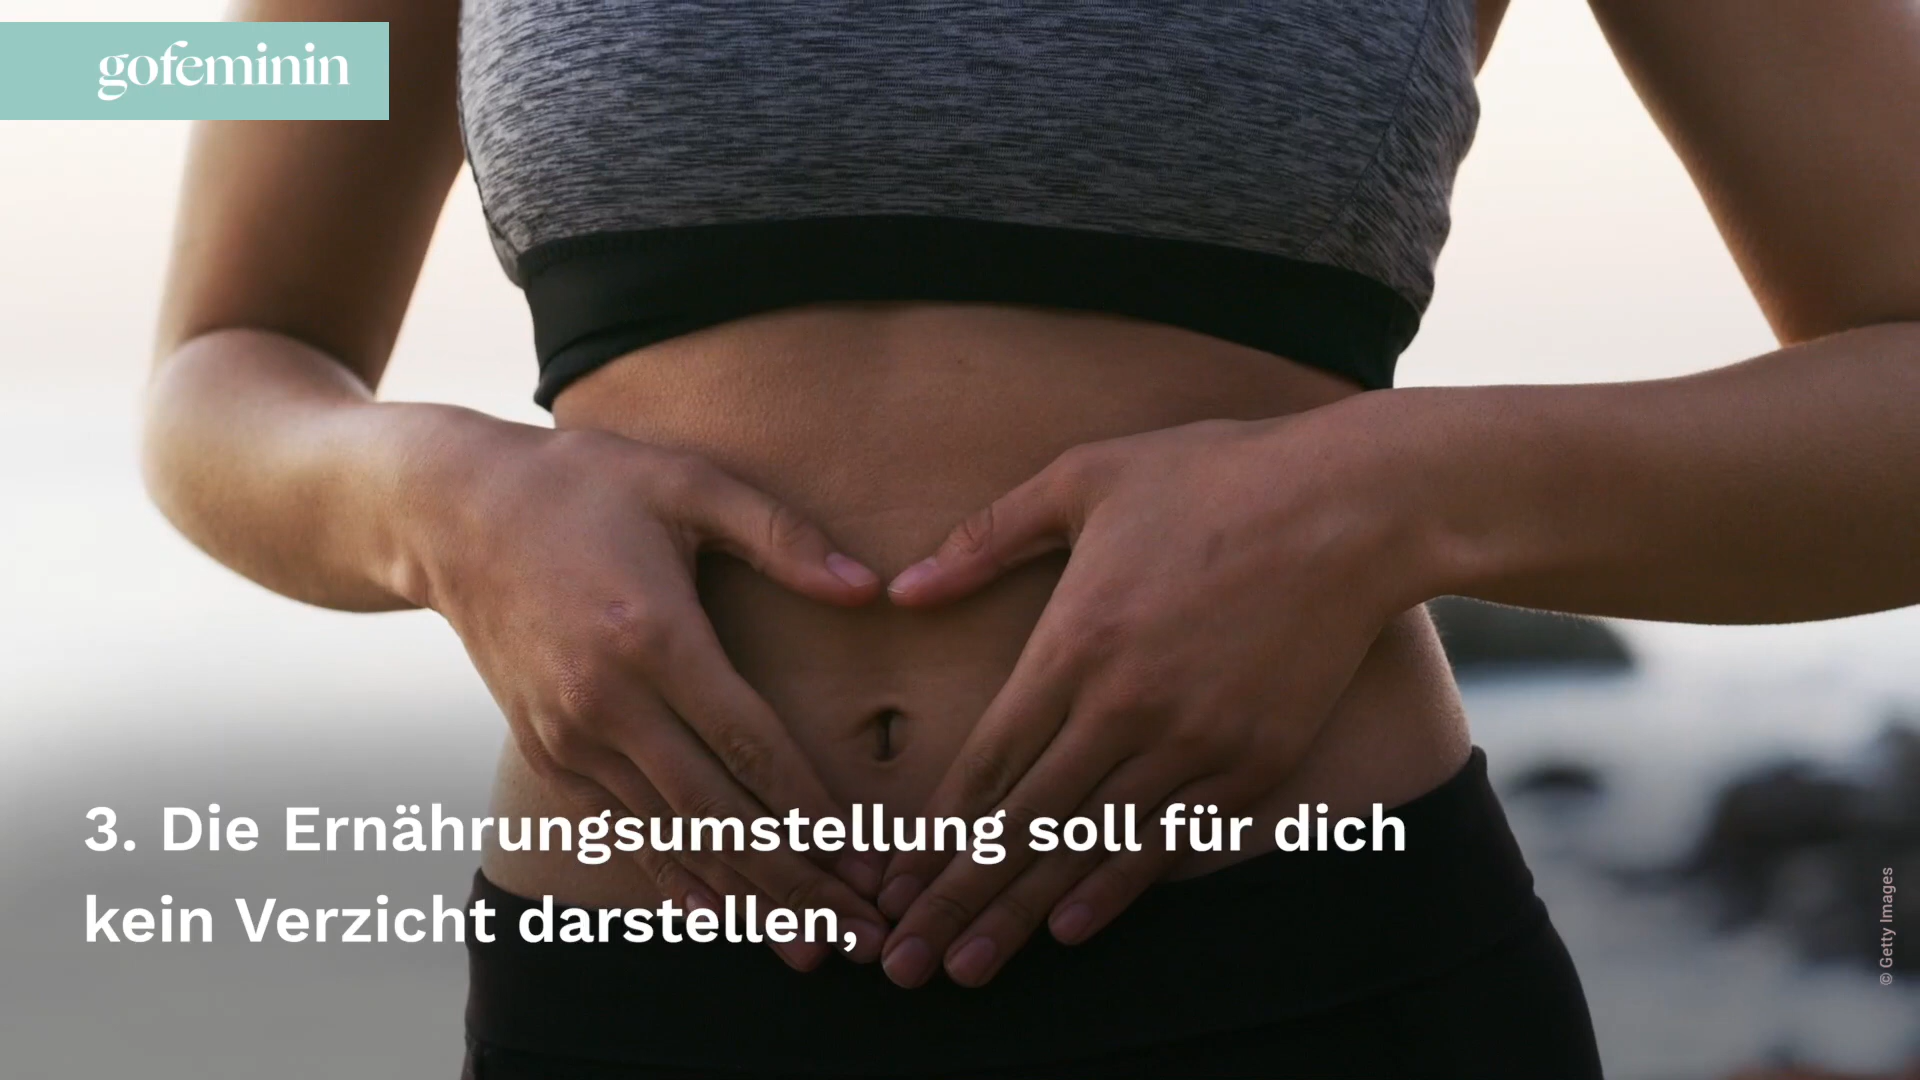 gofeminin
3. Die Ernährungsumstellung soll für dich
kein Verzicht darstellen,
© Getty Images